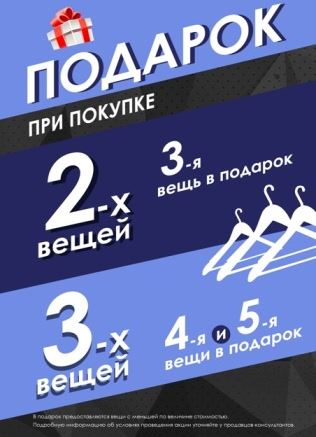 ПОДАРОК
ПРИ ПОКУПКЕ
2-х
вещей
3-я
вещь в подарок
3-х
вещей
4-я и 5-я
вещи в подарок
В подарок предоставляются вещи с меньшей по величине стоимостью.
Подробную информацию об условиях проведения акции уточняйте у продавцов консультантов.